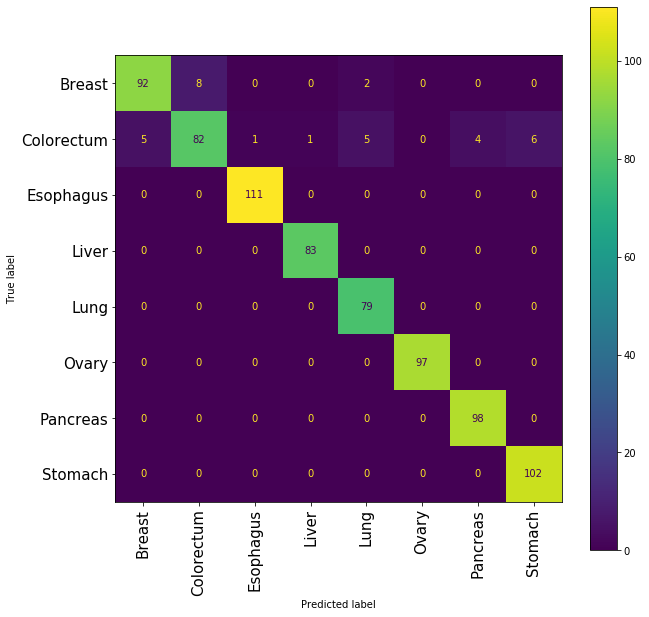 Breast 92 8 0 0 2 0 0 0
Colorectum 5 82 1 1 5 0 4 6
Esophagus 0 0 111 0 0 0 0 0
Liver 0 0 0 83 0 0 0 0
Lung 0 0 0 0 79 0 0 0
Ovary 0 0 0 0 0 97 0 0
Pancreas 0 0 0 0 0 0 98 0
Stomach 0 0 0 0 0 0 0 102
True label
Breast Colorectum Esophagus Liver Lung Ovary Pancreas Stomach
Predicted label
100
80
60
40
20
0